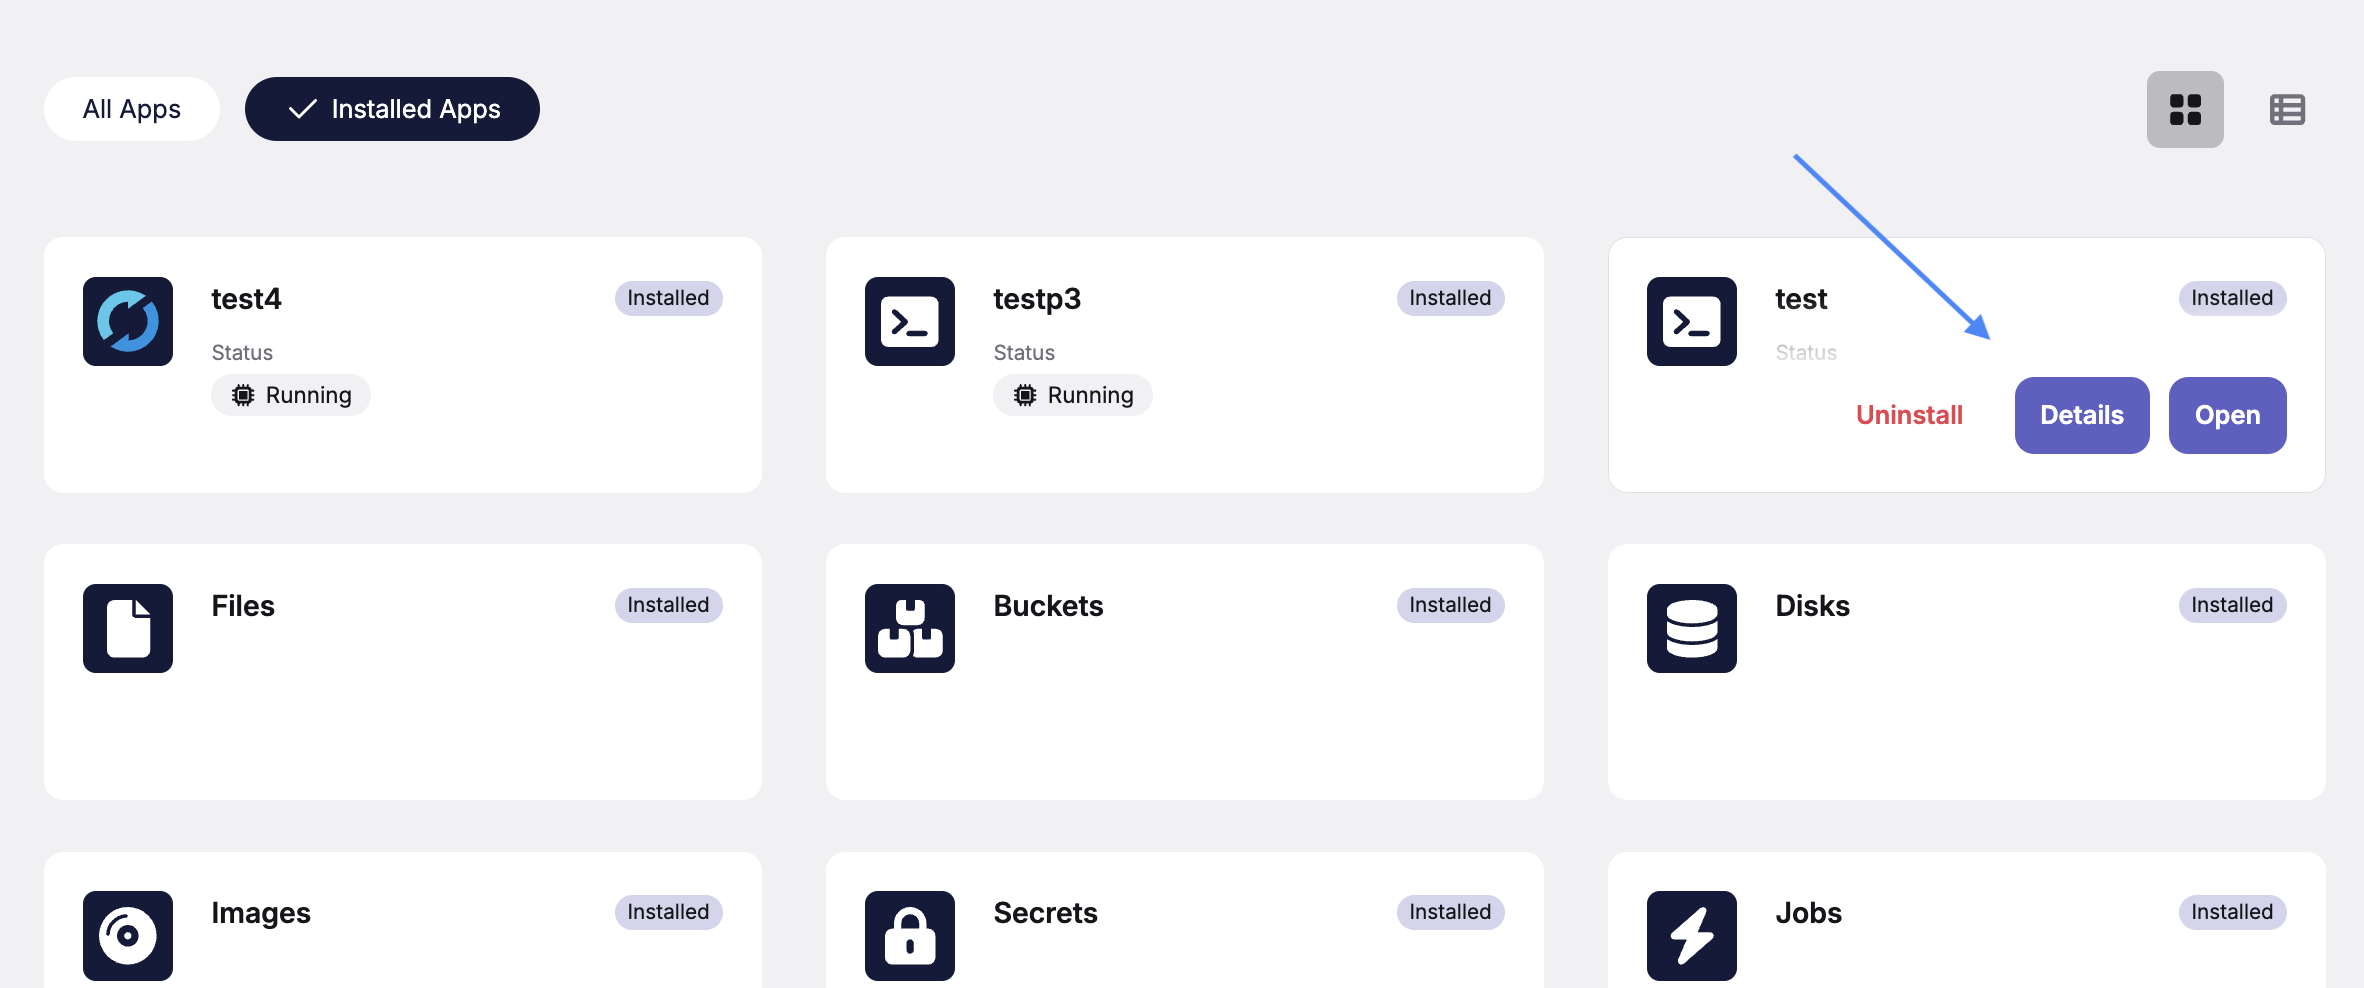 All Apps
Installed Apps
test4
Installed
Status
Running
testp3
Installed
Status
Running
test
Installed
Status
Uninstall
Details
Open
Files
Installed
Buckets
Installed
Disks
Installed
Images
Installed
Secrets
Installed
Jobs
Installed